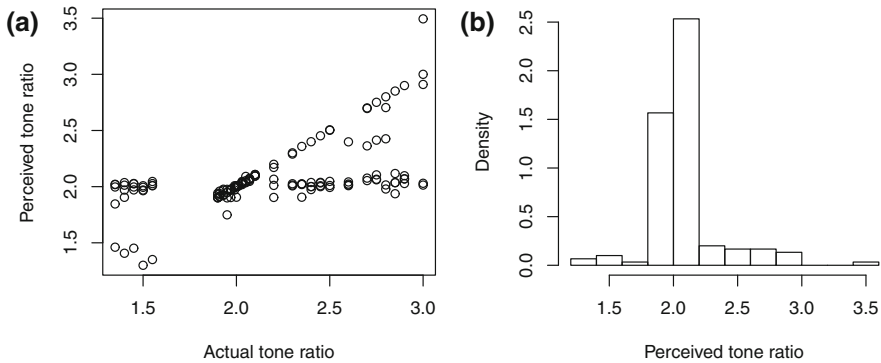 (a)
Perceived tone ratio
3.5
3.0
2.5
2.0
1.5
1.5 2.0 2.5 3.0
Actual tone ratio
(b)
Density
2.5
2.0
1.5
1.0
0.5
0.0
1.5 2.0 2.5 3.0 3.5
Perceived tone ratio